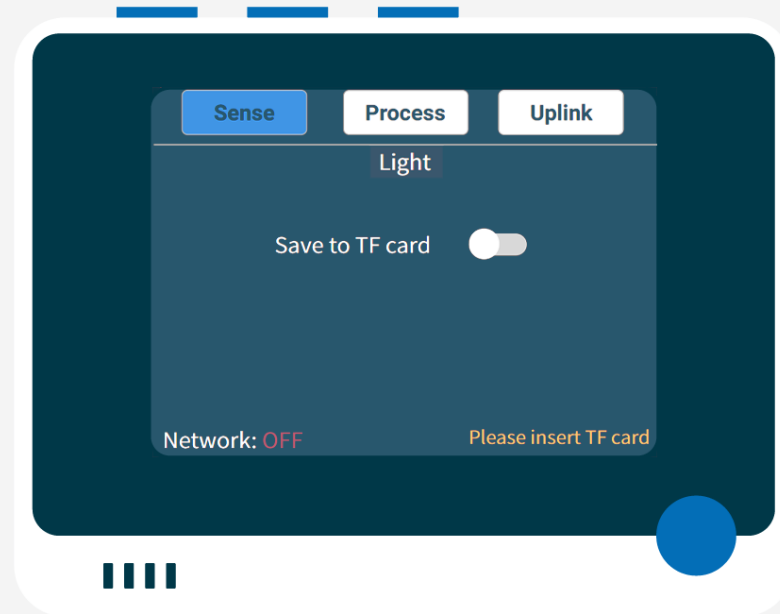 Sense Process Uplink
Light
Save to TF card
Network: OFF Please insert TF card